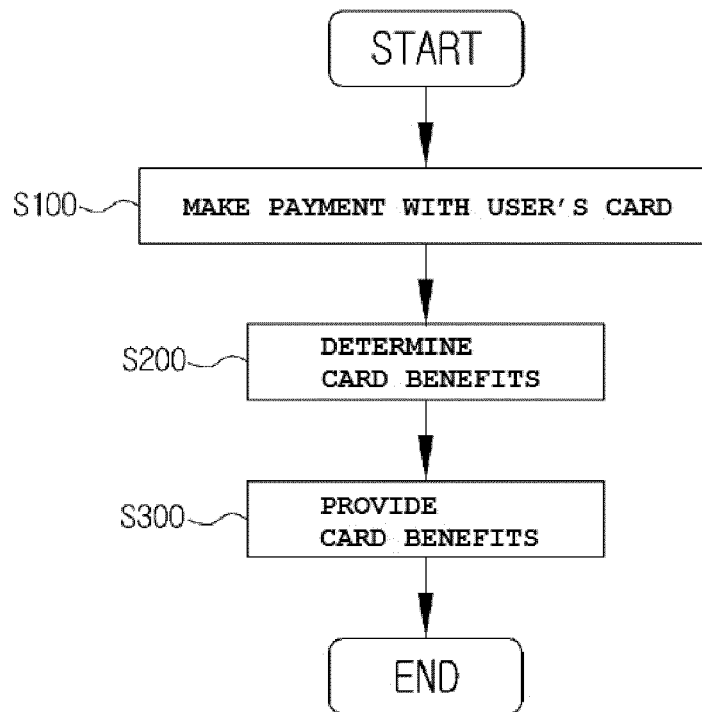 START
S100
MAKE PAYMENT WITH USER'S CARD
S200
DETERMINE
CARD BENEFITS
S300
PROVIDE
CARD BENEFITS
END